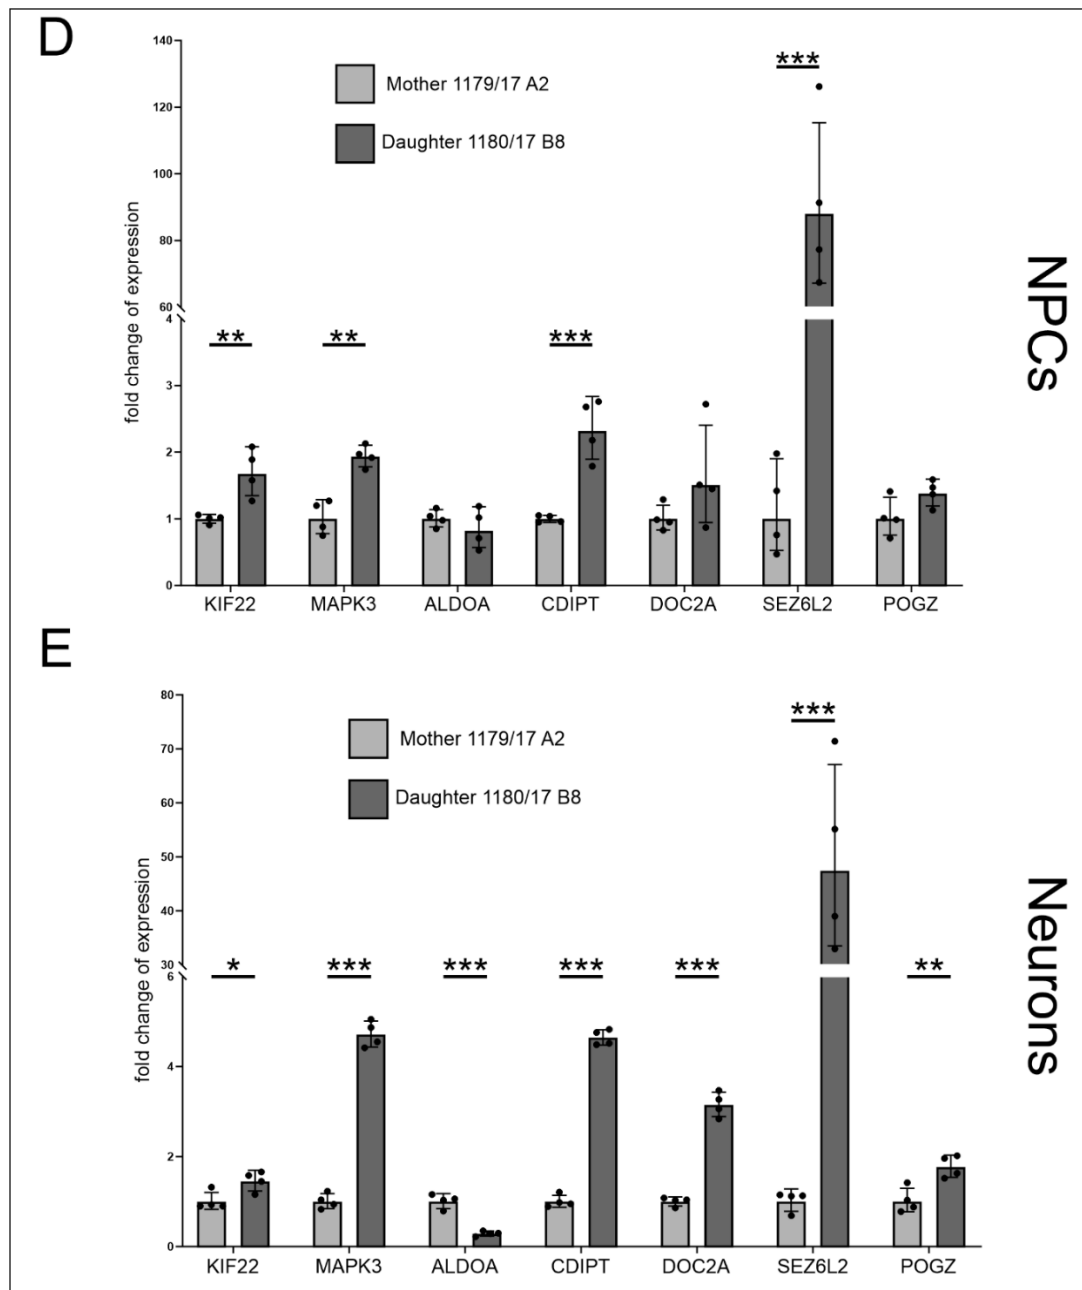 D
140
120
100
80
60
4
3
2
1
0
fold change of expression
Mother 1179/17 A2
Daughter 1180/17 B8
** ** *** ***
KIF22 MAPK3 ALDOA CDIPT DOC2A SEZ6L2 POGZ
NPCs
E
80
70
60
50
40
30
6
4
2
0
fold change of expression
Mother 1179/17 A2
Daughter 1180/17 B8
* *** *** *** *** *** **
KIF22 MAPK3 ALDOA CDIPT DOC2A SEZ6L2 POGZ
Neurons